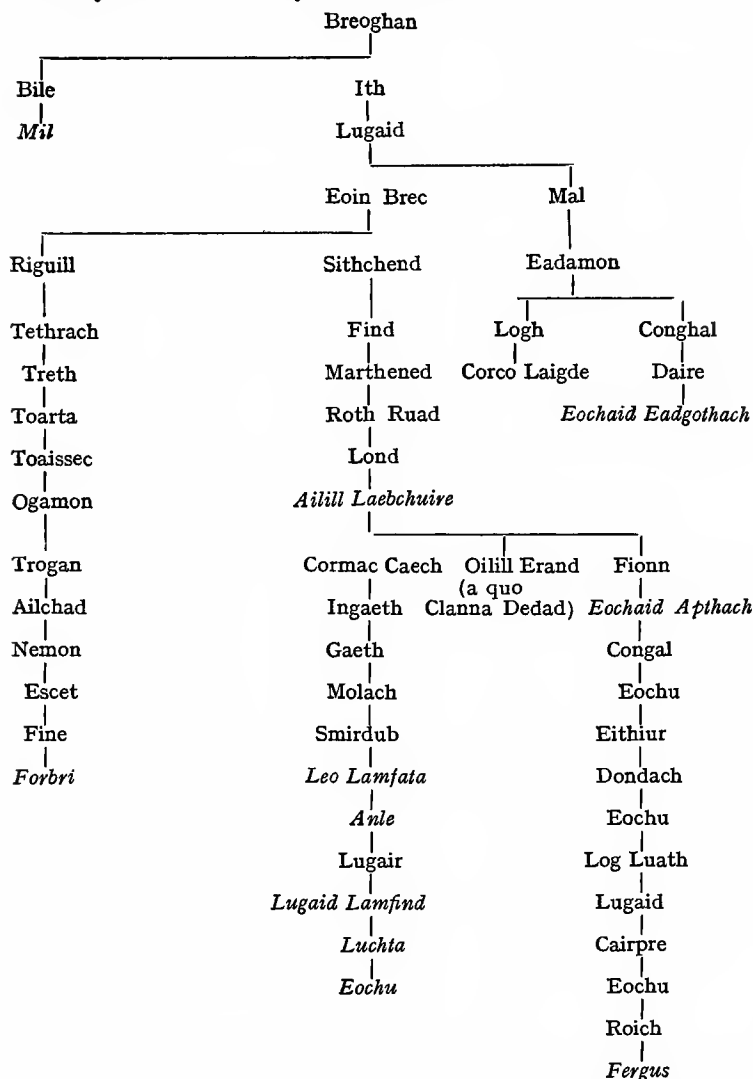 Breoghan
Bile Ith
Mil Lugaid
Eoin Brec Mal
Riguill Sithchend Eadamon
Tethrach Find Logh Conghal
Treth Marthened Corco Laigde Daire
Toarta Roth Ruad Eochaid Eadgothach
Toaissec Lond
Ogamon Ailill Laebchuire
Trogan Cormac Caech Oilill Erand Fionn
(a quo
Ailchad Ingaeth Clanna Dedad) Eochaid Apthach
Nemon Gaeth Congal
Escet Molach Eochu
Fine Smirdub Eithiur
Forbri Leo Lamfata Dondach
Anle Eochu
Lugair Log Luath
Lugaid Lamfind Lugaid
Luchta Cairpre
Eochu Eochu
Roich
Fergus